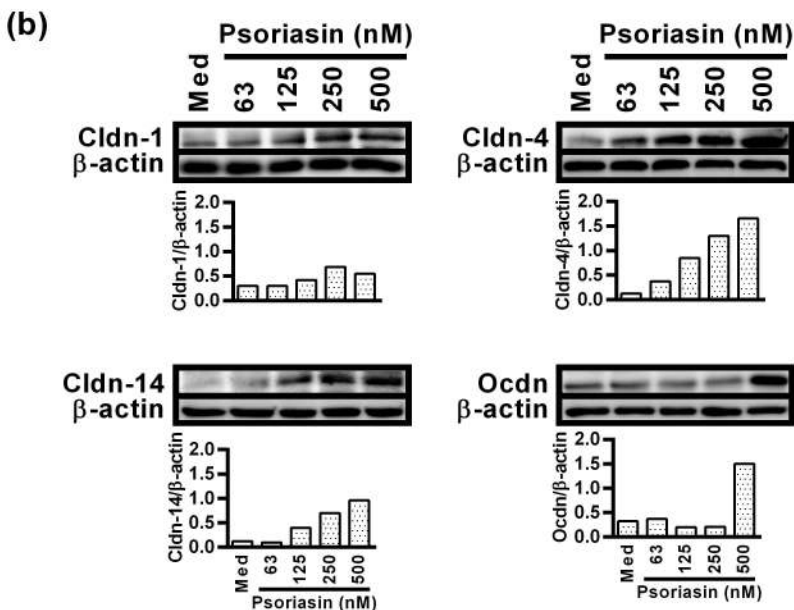 (b)
Psoriasin (nM)
Med 63 125 250 500
Cldn-1
β-actin
Cldn-1/β-actin
2.0
1.5
1.0
0.5
0.0
Psoriasin (nM)
Med 63 125 250 500
Cldn-4
β-actin
Cldn-4/β-actin
2.0
1.5
1.0
0.5
0.0
Cldn-14
β-actin
Cldn-14/β-actin
2.0
1.5
1.0
0.5
0.0
Med 63 125 250 500
Psoriasin (nM)
Ocdn
β-actin
Ocdn/β-actin
2.0
1.5
1.0
0.5
0.0
Med 63 125 250 500
Psoriasin (nM)